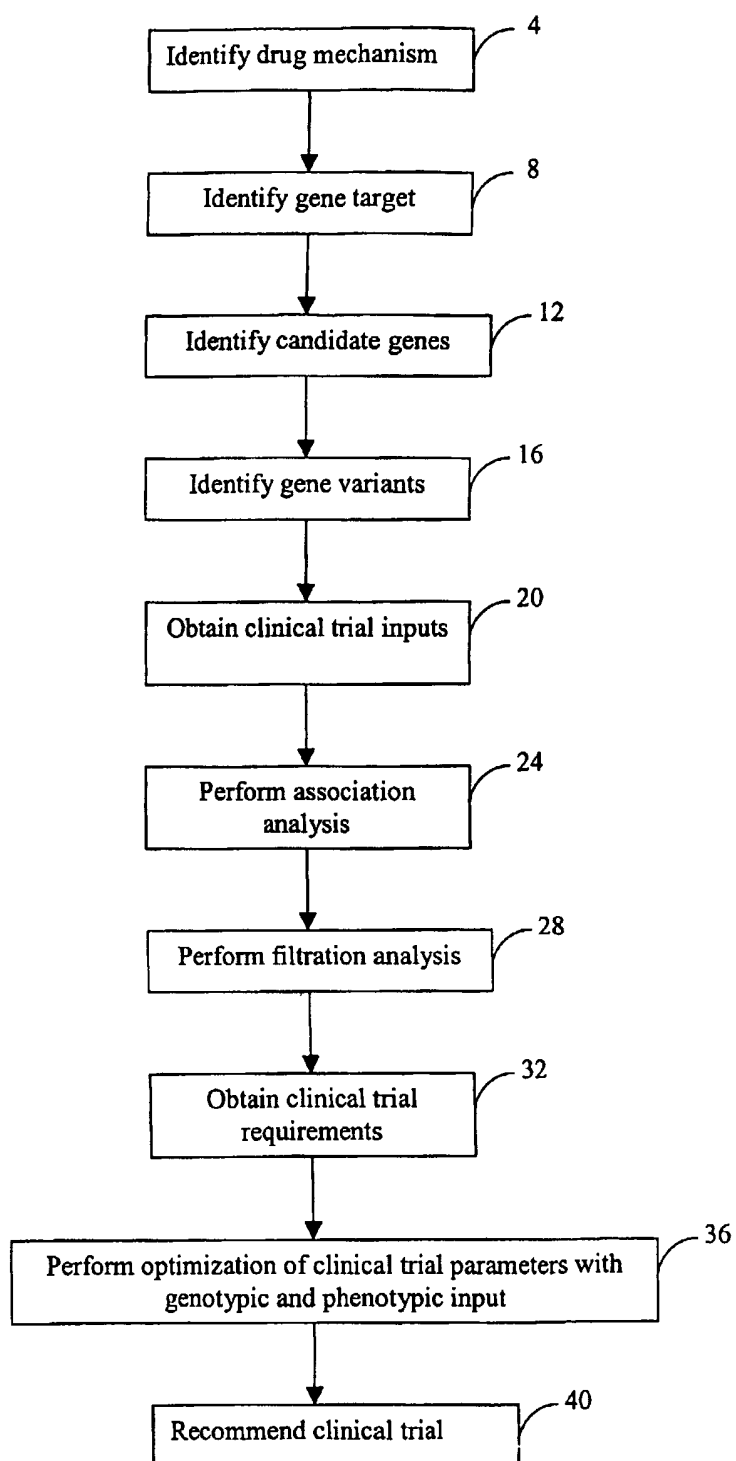 4
Identify drug mechanism
8
Identify gene target
12
Identify candidate genes
16
Identify gene variants
20
Obtain clinical trial inputs
24
Perform association
analysis
28
Perform filtration analysis
32
Obtain clinical trial
requirements
36
Perform optimization of clinical trial parameters with
genotypic and phenotypic input
40
Recommend clinical trial